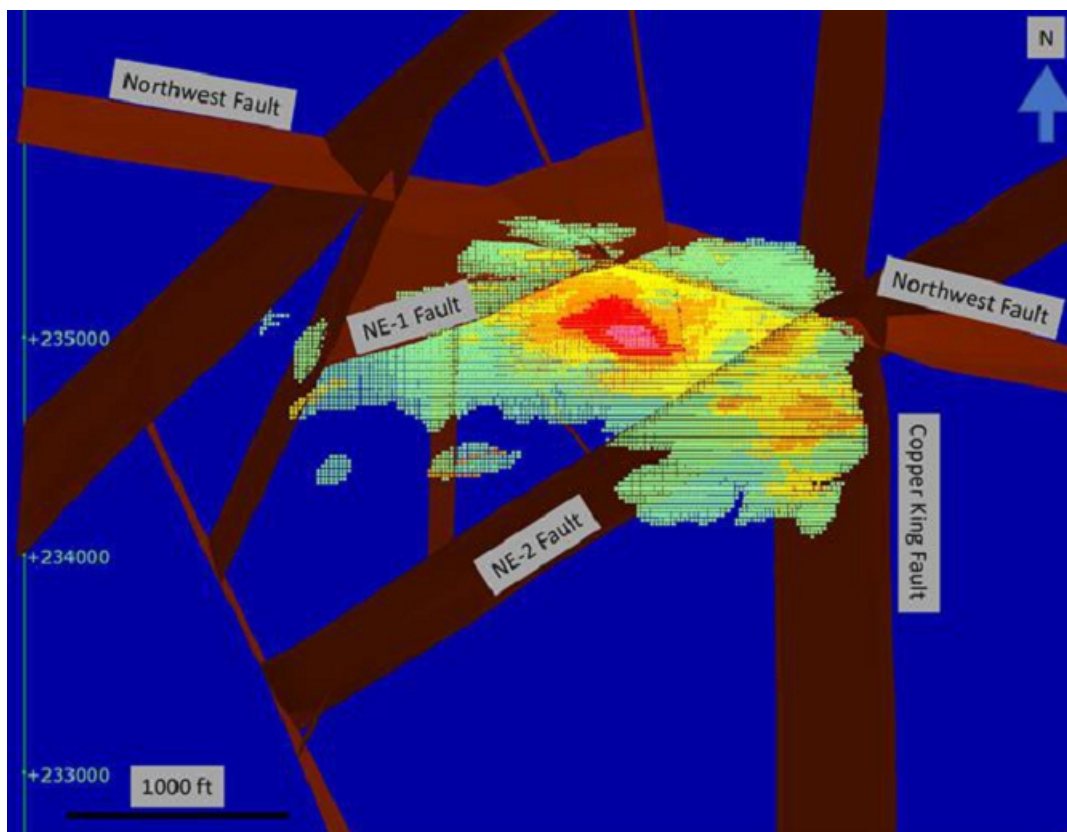 N
Northwest Fault
Northwest Fault
NE-1 Fault
+235000
Copper King Fault
NE-2 Fault
+234000
+233000
1000 ft